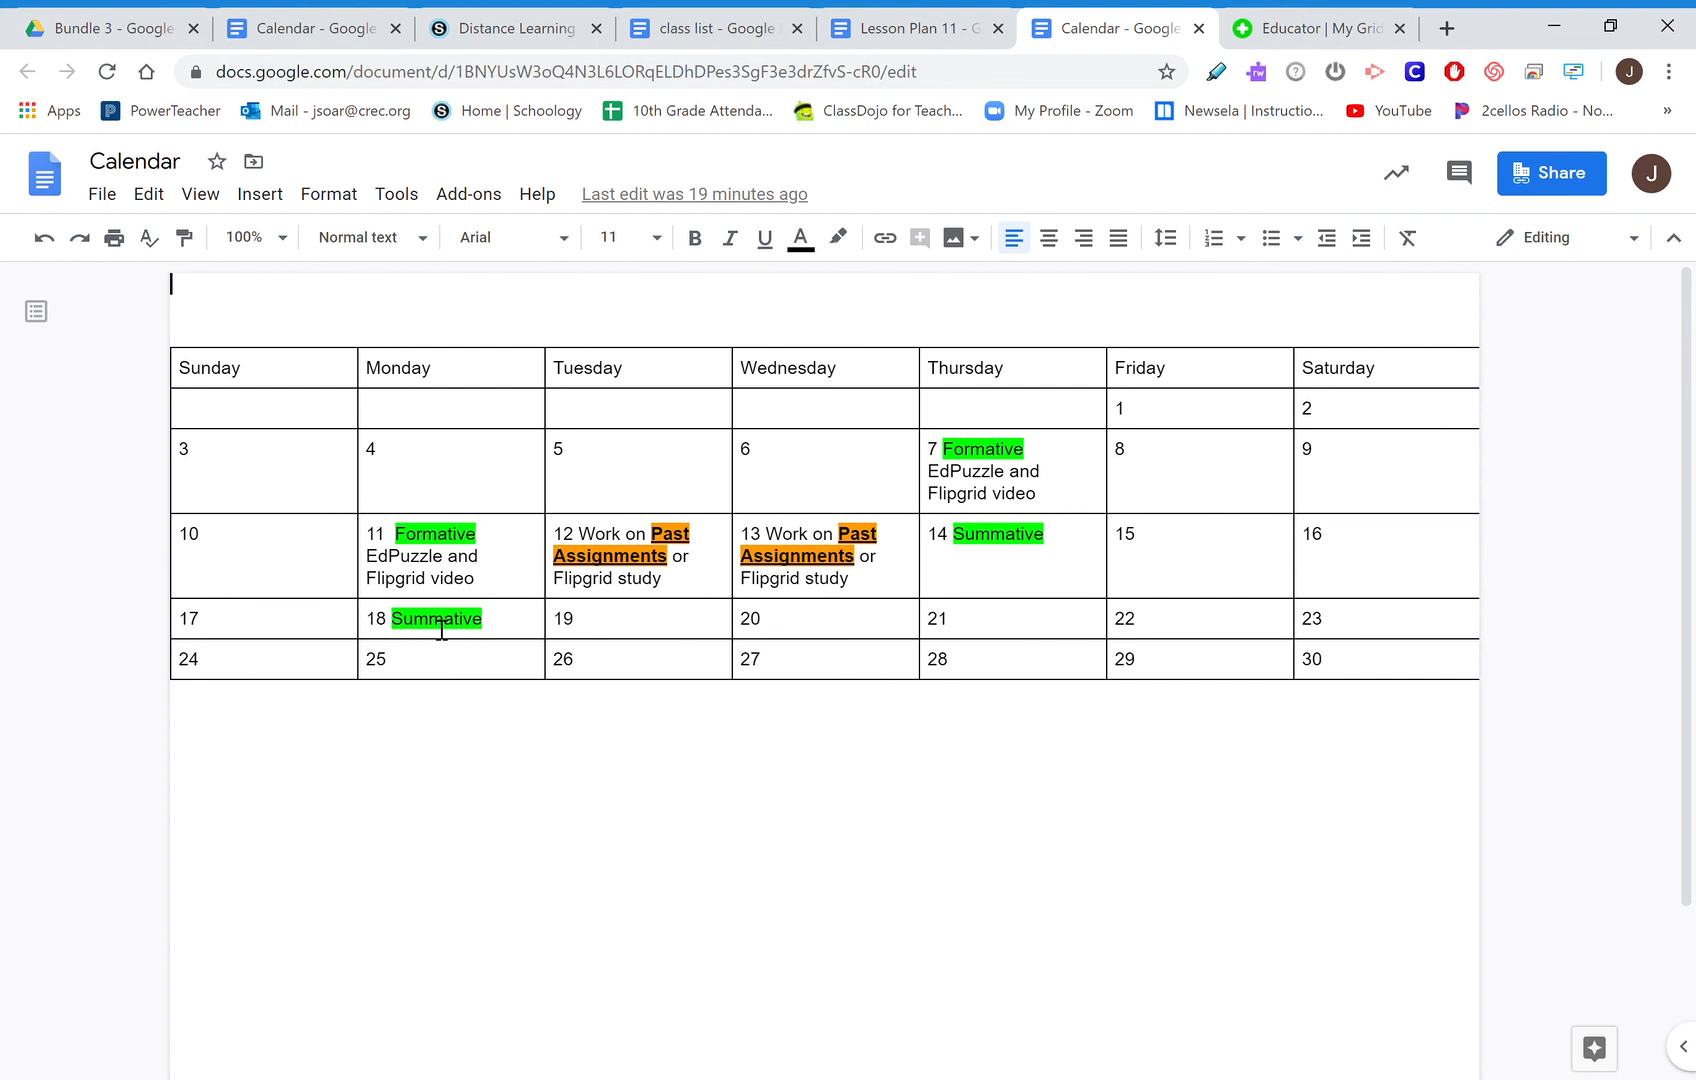 Bundle 3 - Google
Calendar - Google
Distance Learning
class list - Google
Lesson Plan 11 - G
Calendar - Google
Educator | My Grid
docs.google.com/document/d/1BNYUsW3oQ4N3L6LORqELDhDPes3SgF3e3drZfvS-cR0/edit
Apps
PowerTeacher
Mail - jsoar@crec.org
Home | Schoology
10th Grade Attenda...
ClassDojo for Teach...
My Profile - Zoom
Newsela | Instructio...
YouTube
2cellos Radio - No...
»
Calendar
Share
J
File Edit View Insert Format Tools Add-ons Help Last edit was 19 minutes ago
100% Normal text Arial 11 B I U A Editing
Sunday Monday Tuesday Wednesday Thursday Friday Saturday
1 2
3 4 5 6 7 Formative 8 9
EdPuzzle and
Flipgrid video
10 11 Formative 12 Work on Past 13 Work on Past 14 Summative 15 16
EdPuzzle and Assignments or Assignments or
Flipgrid video Flipgrid study Flipgrid study
17 18 Summative 19 20 21 22 23
24 25 26 27 28 29 30